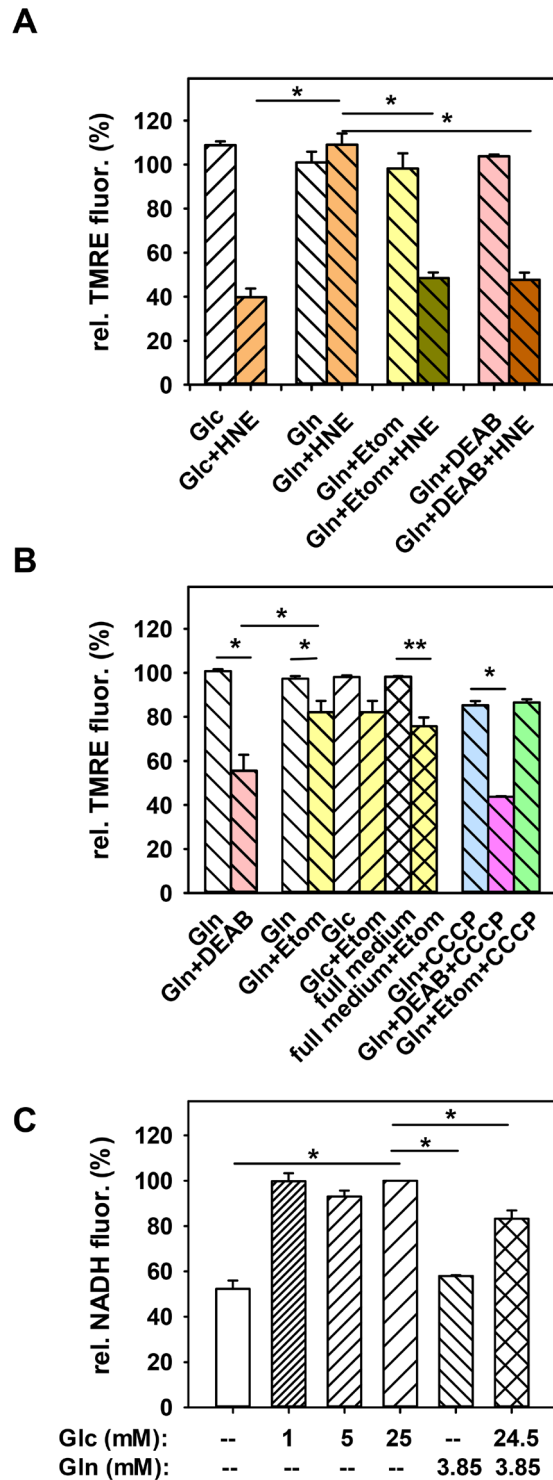 A
rel. TMRE fluor. (%)
120
100
80
60
40
20
0
*
*
*
Glc
Glc+HNE
Gln
Gln+HNE
Gln+Etom
Gln+Etom+HNE
Gln+DEAB
Gln+DEAB+HNE
B
rel. TMRE fluor. (%)
120
100
80
60
40
20
0
*
*
*
**
*
Gln
Gln+DEAB
Gln
Gln+Etom
Glc
Glc+Etom
full medium
full medium+Etom
Gln+CCCP
Gln+DEAB+CCCP
Gln+Etom+CCCP
C
rel. NADH fluor. (%)
120
100
80
60
40
20
0
*
*
*
Glc (mM): -- 1 5 25 -- 24.5
Gln (mM): -- -- -- -- 3.85 3.85